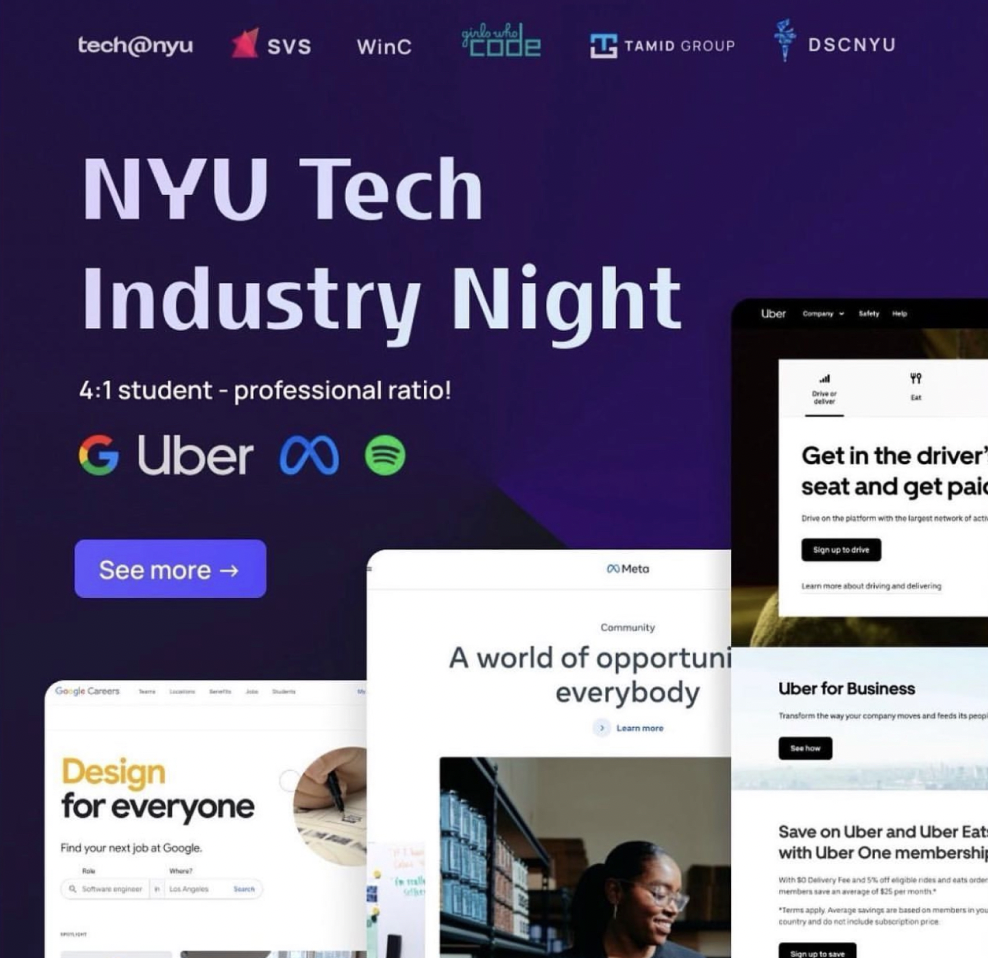 tech@nyu SVS WinC girls who code TAMID GROUP DSCNYU
NYU Tech
Industry Night
4:1 student - professional ratio!
Uber
See more →
Uber Company Safety Help
Drive or
deliver
Eat
Get in the driver's
seat and get paid
Drive on the platform with the largest network of
Sign up to drive
Learn more about driving and delivering
Meta
Community
A world of
everybody
Learn more
Google Careers Teams Locations Benefits Jobs Students
My
Design
for everyone
Find your next job at Google.
Role Where?
Software engineer in Los Angeles Search
SPOTLIGHT
Uber for Business
Transform the way your company moves and feeds its
See how
Save on Uber and Uber Eats
with Uber One membership
With $0 Delivery Fee and 5% off eligible rides and eats
members save an average of $25 per month.*
*Terms apply. Average savings are based on members in
country and do not include subscription price.
Sign up to save